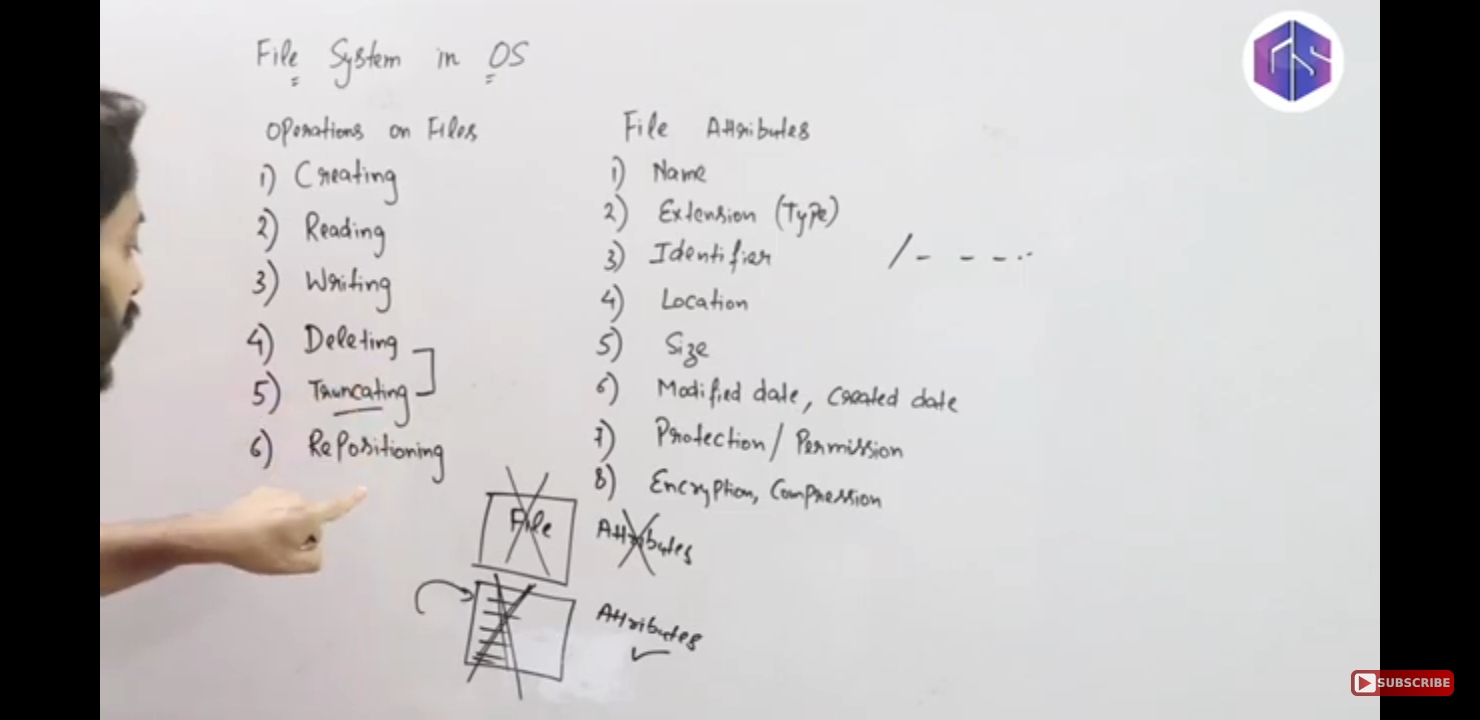 File System in OS
Operations on Files
1) Creating
2) Reading
3) Writing
4) Deleting
5) Truncating
6) Repositioning
File Attributes
1) Name
2) Extension (Type)
3) Identifier
4) Location
5) Size
6) Modified date, Created date
7) Protection / Permission
8) Encryption, Compression
/- - - - ..
File
Attributes
Attributes
GS
SUBSCRIBE